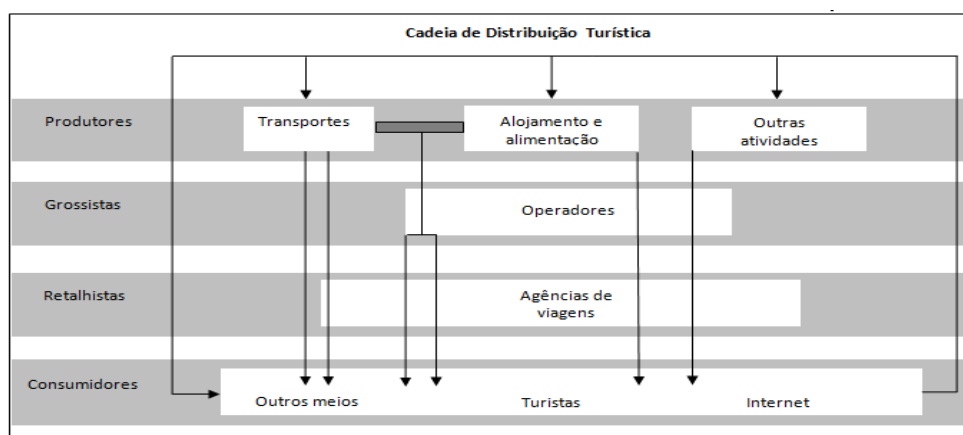 Cadeia de Distribuição Turística
Produtores
Transportes
Alojamento e
alimentação
Outras
atividades
Grossistas
Operadores
Retalhistas
Agências de
viagens
Consumidores
Outros meios
Turistas
Internet